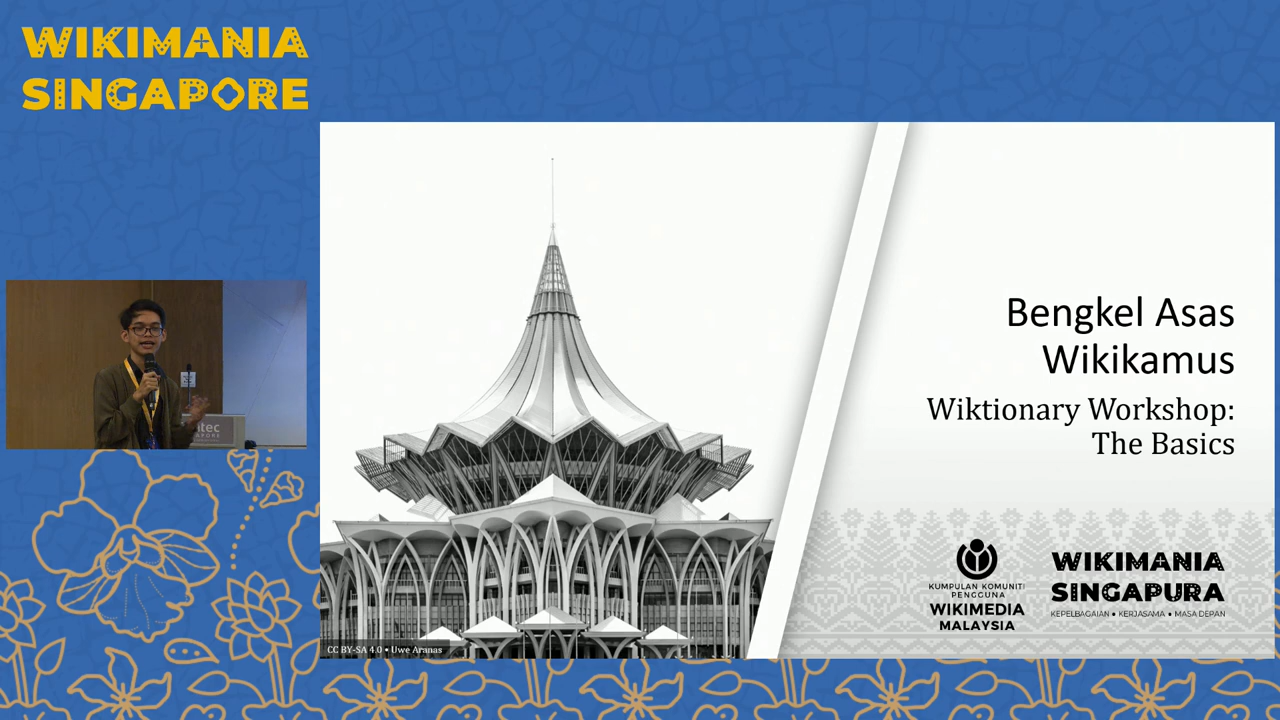 WIKIMANIA
SINGAPORE
Bengkel Asas
Wikikamus
Wiktionary Workshop:
The Basics
KUMPULAN KOMUNITI
PENGGUNA
WIKIMEDIA
MALAYSIA
WIKIMANIA
SINGAPURA
KEPELBAGAIAN • KERJASAMA • MASA DEPAN
CC BY-SA 4.0 • Uwe Aranas